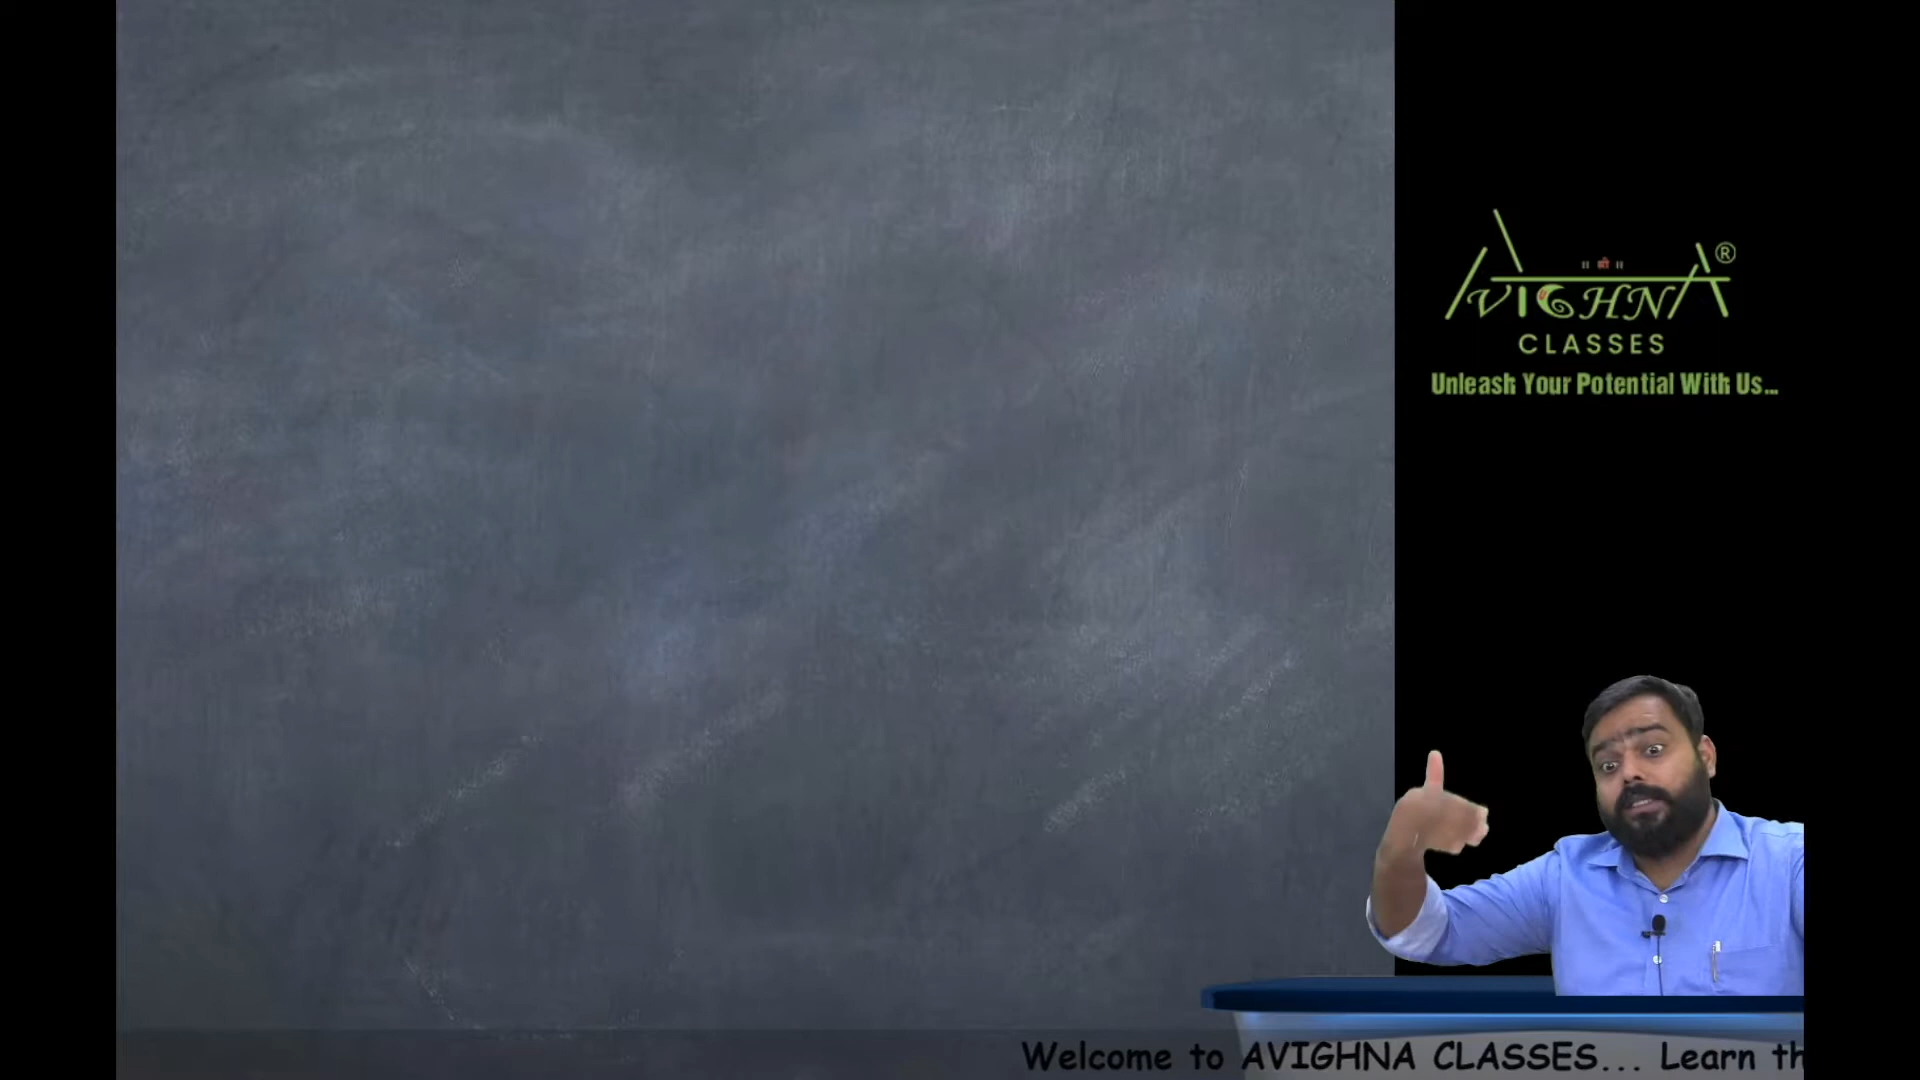 AVIGHNA ®
CLASSES
Unleash Your Potential With Us...
Welcome to AVIGHNA CLASSES... Learn th